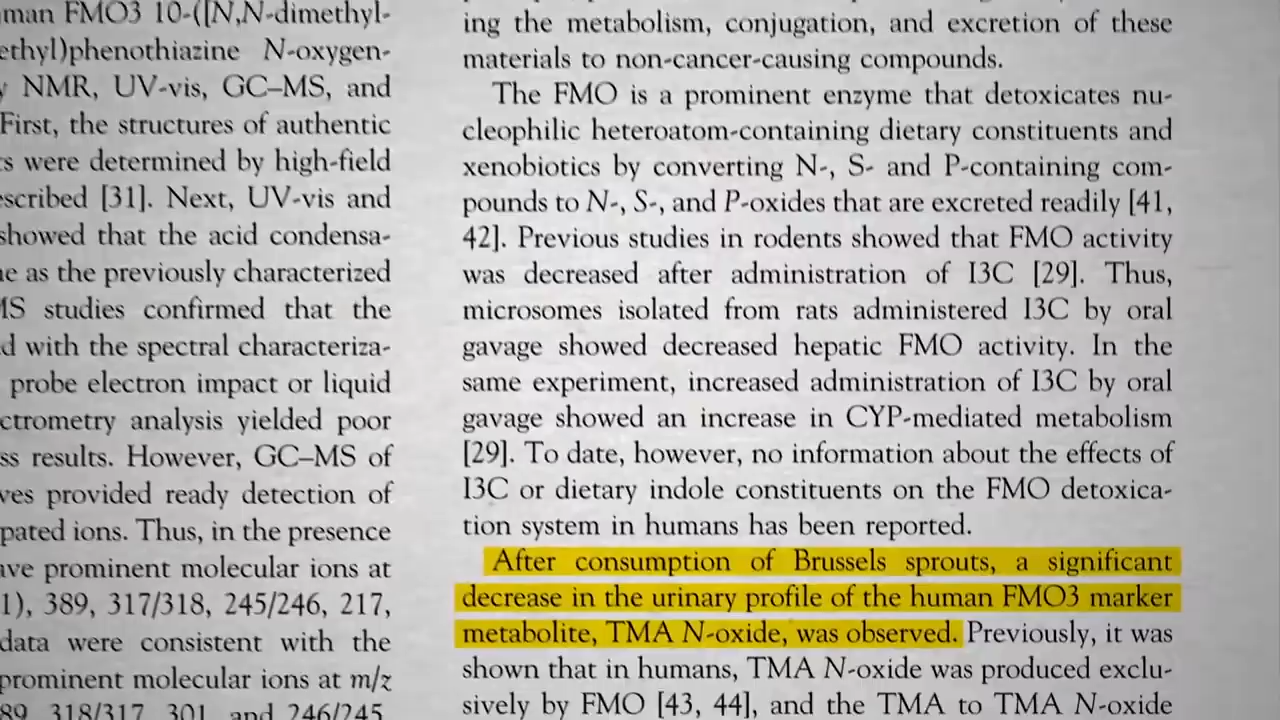 man FMO3 10-([N,N-dimethyl-
ethyl)phenothiazine N-oxygen-
NMR, UV-vis, GC–MS, and
First, the structures of authentic
were determined by high-field
[31]. Next, UV-vis and
showed that the acid condensa-
as the previously characterized
studies confirmed that the
with the spectral characteriza-
probe electron impact or liquid
analysis yielded poor
results. However, GC–MS of
provided ready detection of
ions. Thus, in the presence
prominent molecular ions at
389, 317/318, 245/246, 217,
data were consistent with the
prominent molecular ions at m/z
318/317, 301, and 246/245,
ing the metabolism, conjugation, and excretion of these
materials to non-cancer-causing compounds.
The FMO is a prominent enzyme that detoxicates nu-
cleophilic heteroatom-containing dietary constituents and
xenobiotics by converting N-, S- and P-containing com-
pounds to N-, S-, and P-oxides that are excreted readily [41,
42]. Previous studies in rodents showed that FMO activity
was decreased after administration of I3C [29]. Thus,
microsomes isolated from rats administered I3C by oral
gavage showed decreased hepatic FMO activity. In the
same experiment, increased administration of I3C by oral
gavage showed an increase in CYP-mediated metabolism
[29]. To date, however, no information about the effects of
I3C or dietary indole constituents on the FMO detoxica-
tion system in humans has been reported.
After consumption of Brussels sprouts, a significant
decrease in the urinary profile of the human FMO3 marker
metabolite, TMA N-oxide, was observed. Previously, it was
shown that in humans, TMA N-oxide was produced exclu-
sively by FMO [43, 44], and the TMA to TMA N-oxide